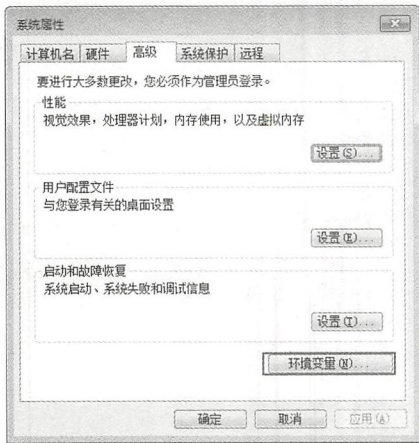 系统属性
计算机名 硬件 高级 系统保护 远程
要进行大多数更改，您必须作为管理员登录。
性能
视觉效果，处理器计划，内存使用，以及虚拟内存
设置(S)...
用户配置文件
与您登录有关的桌面设置
设置(E)...
启动和故障恢复
系统启动、系统失败和调试信息
设置(T)...
环境变量(N)...
确定 取消 应用(A)